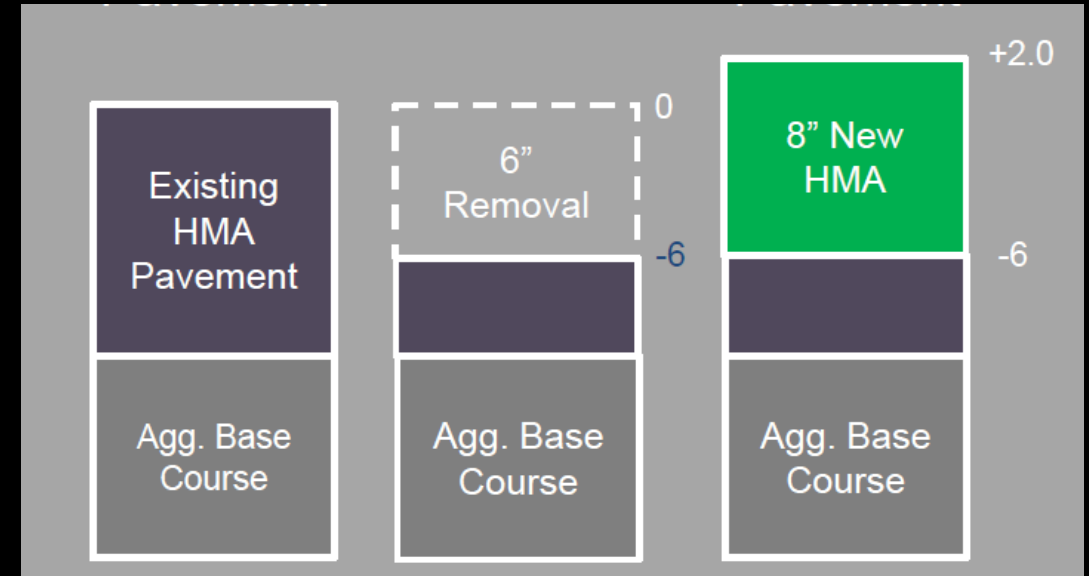 Existing
HMA
Pavement
Agg. Base
Course
0
6”
Removal
-6
Agg. Base
Course
+2.0
8” New
HMA
-6
Agg. Base
Course